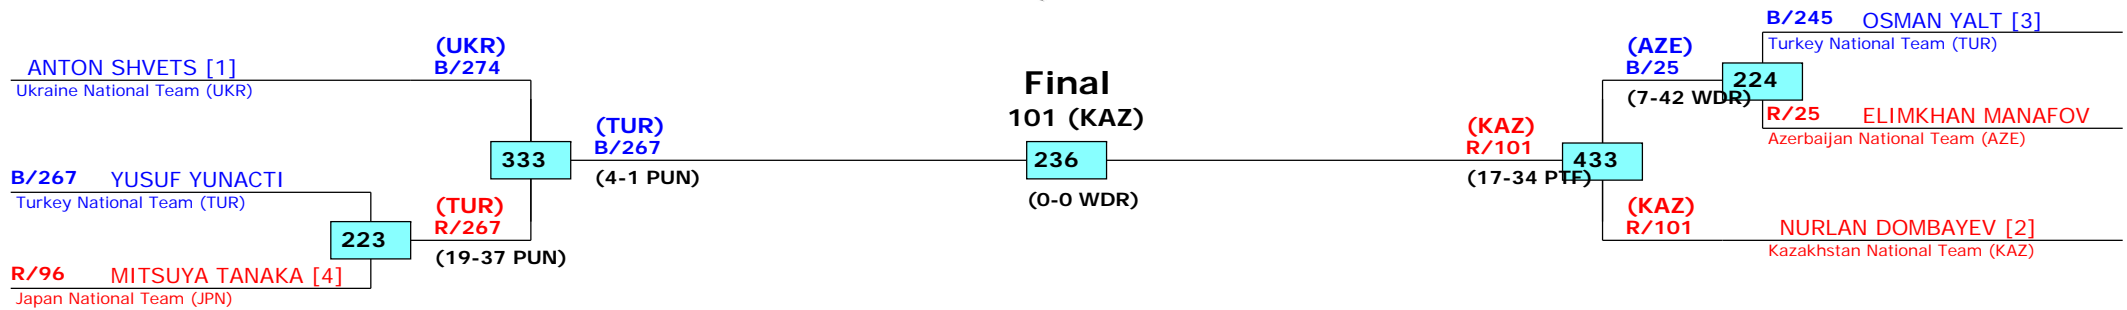 B/245 OSMAN YALT [3]
Turkey National Team (TUR)
(UKR)
B/274
ANTON SHVETS [1]
Ukraine National Team (UKR)
(AZE)
B/25
224
(7-42 WDR)
Final
101 (KAZ)
R/25 ELIMKHAN MANAFOV
Azerbaijan National Team (AZE)
(TUR)
B/267
333
(4-1 PUN)
236
(0-0 WDR)
(KAZ)
R/101
433
(17-34 PTF)
B/267 YUSUF YUNACTI
Turkey National Team (TUR)
(TUR)
R/267
223
(19-37 PUN)
(KAZ)
R/101
NURLAN DOMBAYEV [2]
Kazakhstan National Team (KAZ)
R/96 MITSUYA TANAKA [4]
Japan National Team (JPN)